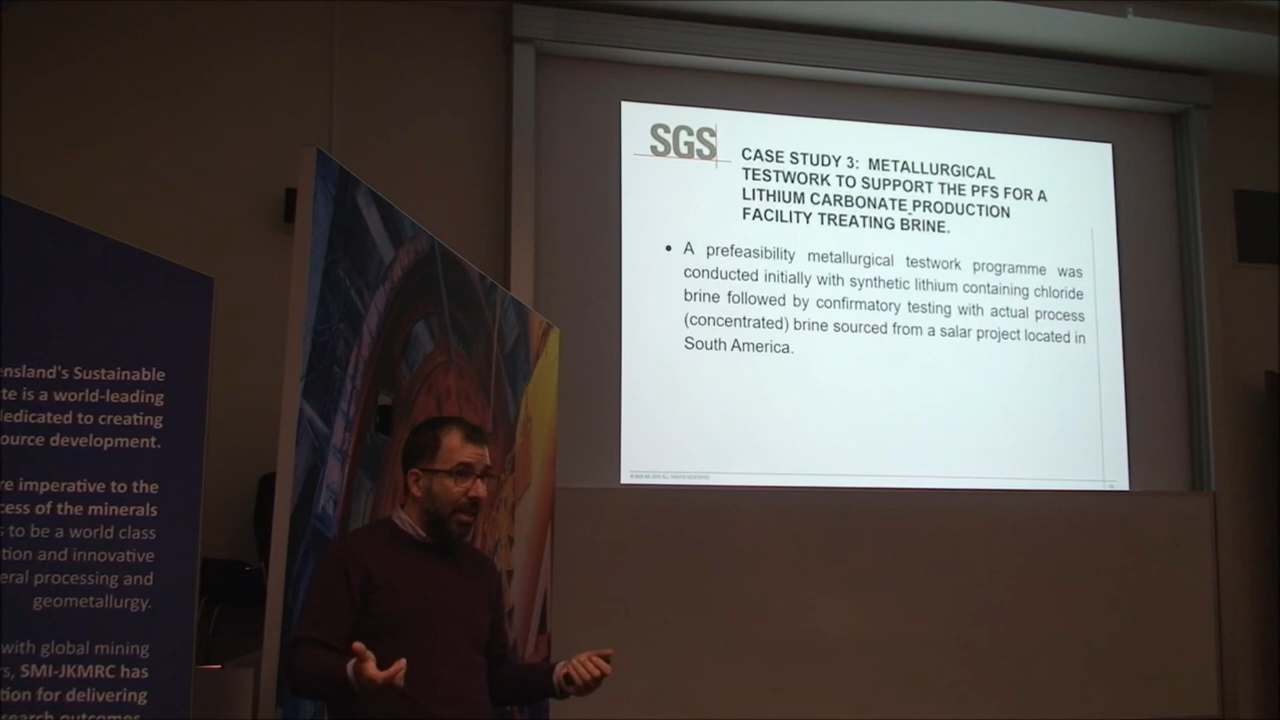 ensland's Sustainable
te is a world-leading
dedicated to creating
ource development.
re imperative to the
cess of the minerals
s to be a world class
tion and innovative
eral processing and
geometallurgy.
with global mining
rs, SMI-JKMRC has
tion for delivering
search outcomes
SGS
CASE STUDY 3: METALLURGICAL
TESTWORK TO SUPPORT THE PFS FOR A
LITHIUM CARBONATE PRODUCTION
FACILITY TREATING BRINE.
• A prefeasibility metallurgical testwork programme was
conducted initially with synthetic lithium containing chloride
brine followed by confirmatory testing with actual process
(concentrated) brine sourced from a salar project located in
South America.